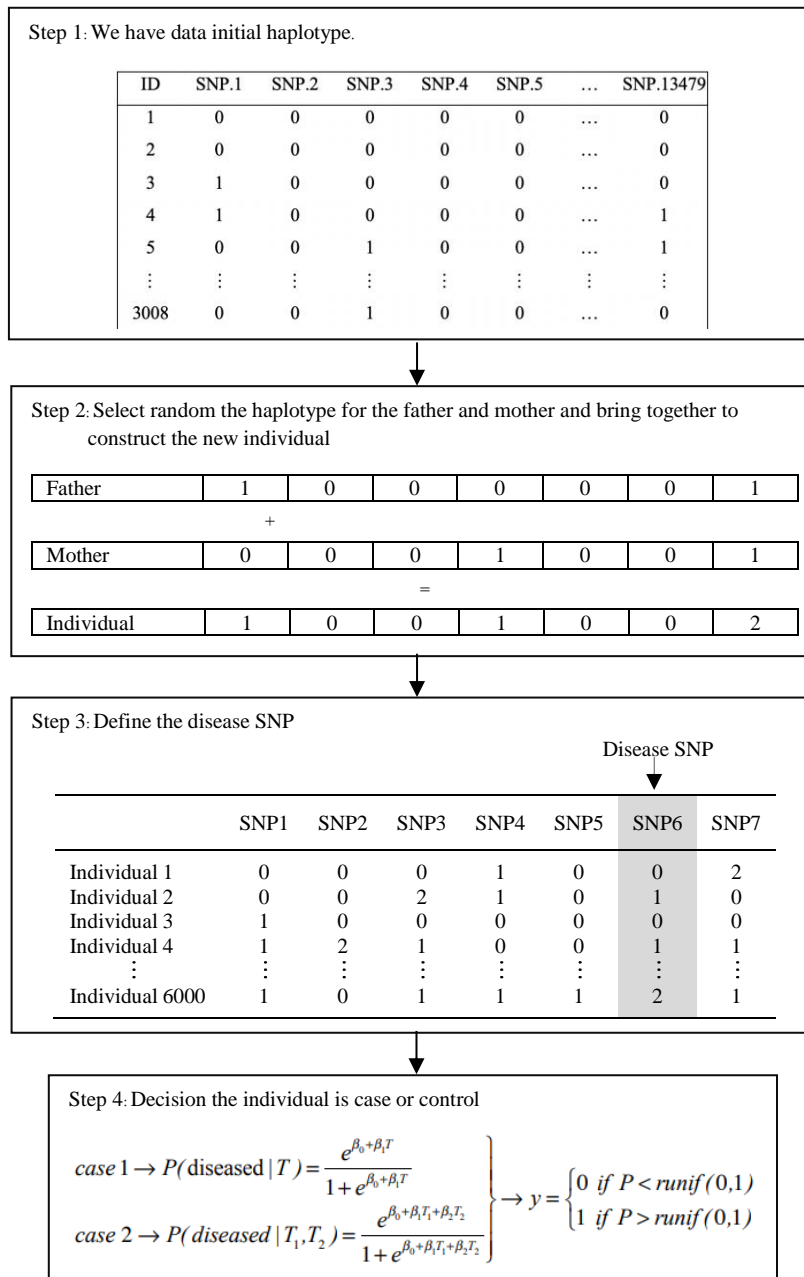 Step 1: We have data initial haplotype.
ID SNP.1 SNP.2 SNP.3 SNP.4 SNP.5 … SNP.13479
1 0 0 0 0 0 … 0
2 0 0 0 0 0 … 0
3 1 0 0 0 0 … 0
4 1 0 0 0 0 … 1
5 0 0 1 0 0 … 1
⋮ ⋮ ⋮ ⋮ ⋮ ⋮ ⋮ ⋮
3008 0 0 1 0 0 … 0
Step 2: Select random the haplotype for the father and mother and bring together to
construct the new individual
Father 1 0 0 0 0 0 1
+
Mother 0 0 0 1 0 0 1
=
Individual 1 0 0 1 0 0 2
Step 3: Define the disease SNP
Disease SNP
SNP1 SNP2 SNP3 SNP4 SNP5 SNP6 SNP7
Individual 1 0 0 0 1 0 0 2
Individual 2 0 0 2 1 0 1 0
Individual 3 1 0 0 0 0 0 0
Individual 4 1 2 1 0 0 1 1
⋮ ⋮ ⋮ ⋮ ⋮ ⋮ ⋮ ⋮
Individual 6000 1 0 1 1 1 2 1
Step 4: Decision the individual is case or control
case 1 → P(diseased | T) = e^{β₀+β₁T} / (1 + e^{β₀+β₁T})
case 2 → P(diseased | T₁,T₂) = e^{β₀+β₁T₁+β₂T₂} / (1 + e^{β₀+β₁T₁+β₂T₂})
} → y = { 0 if P < runif(0,1)
1 if P > runif(0,1)